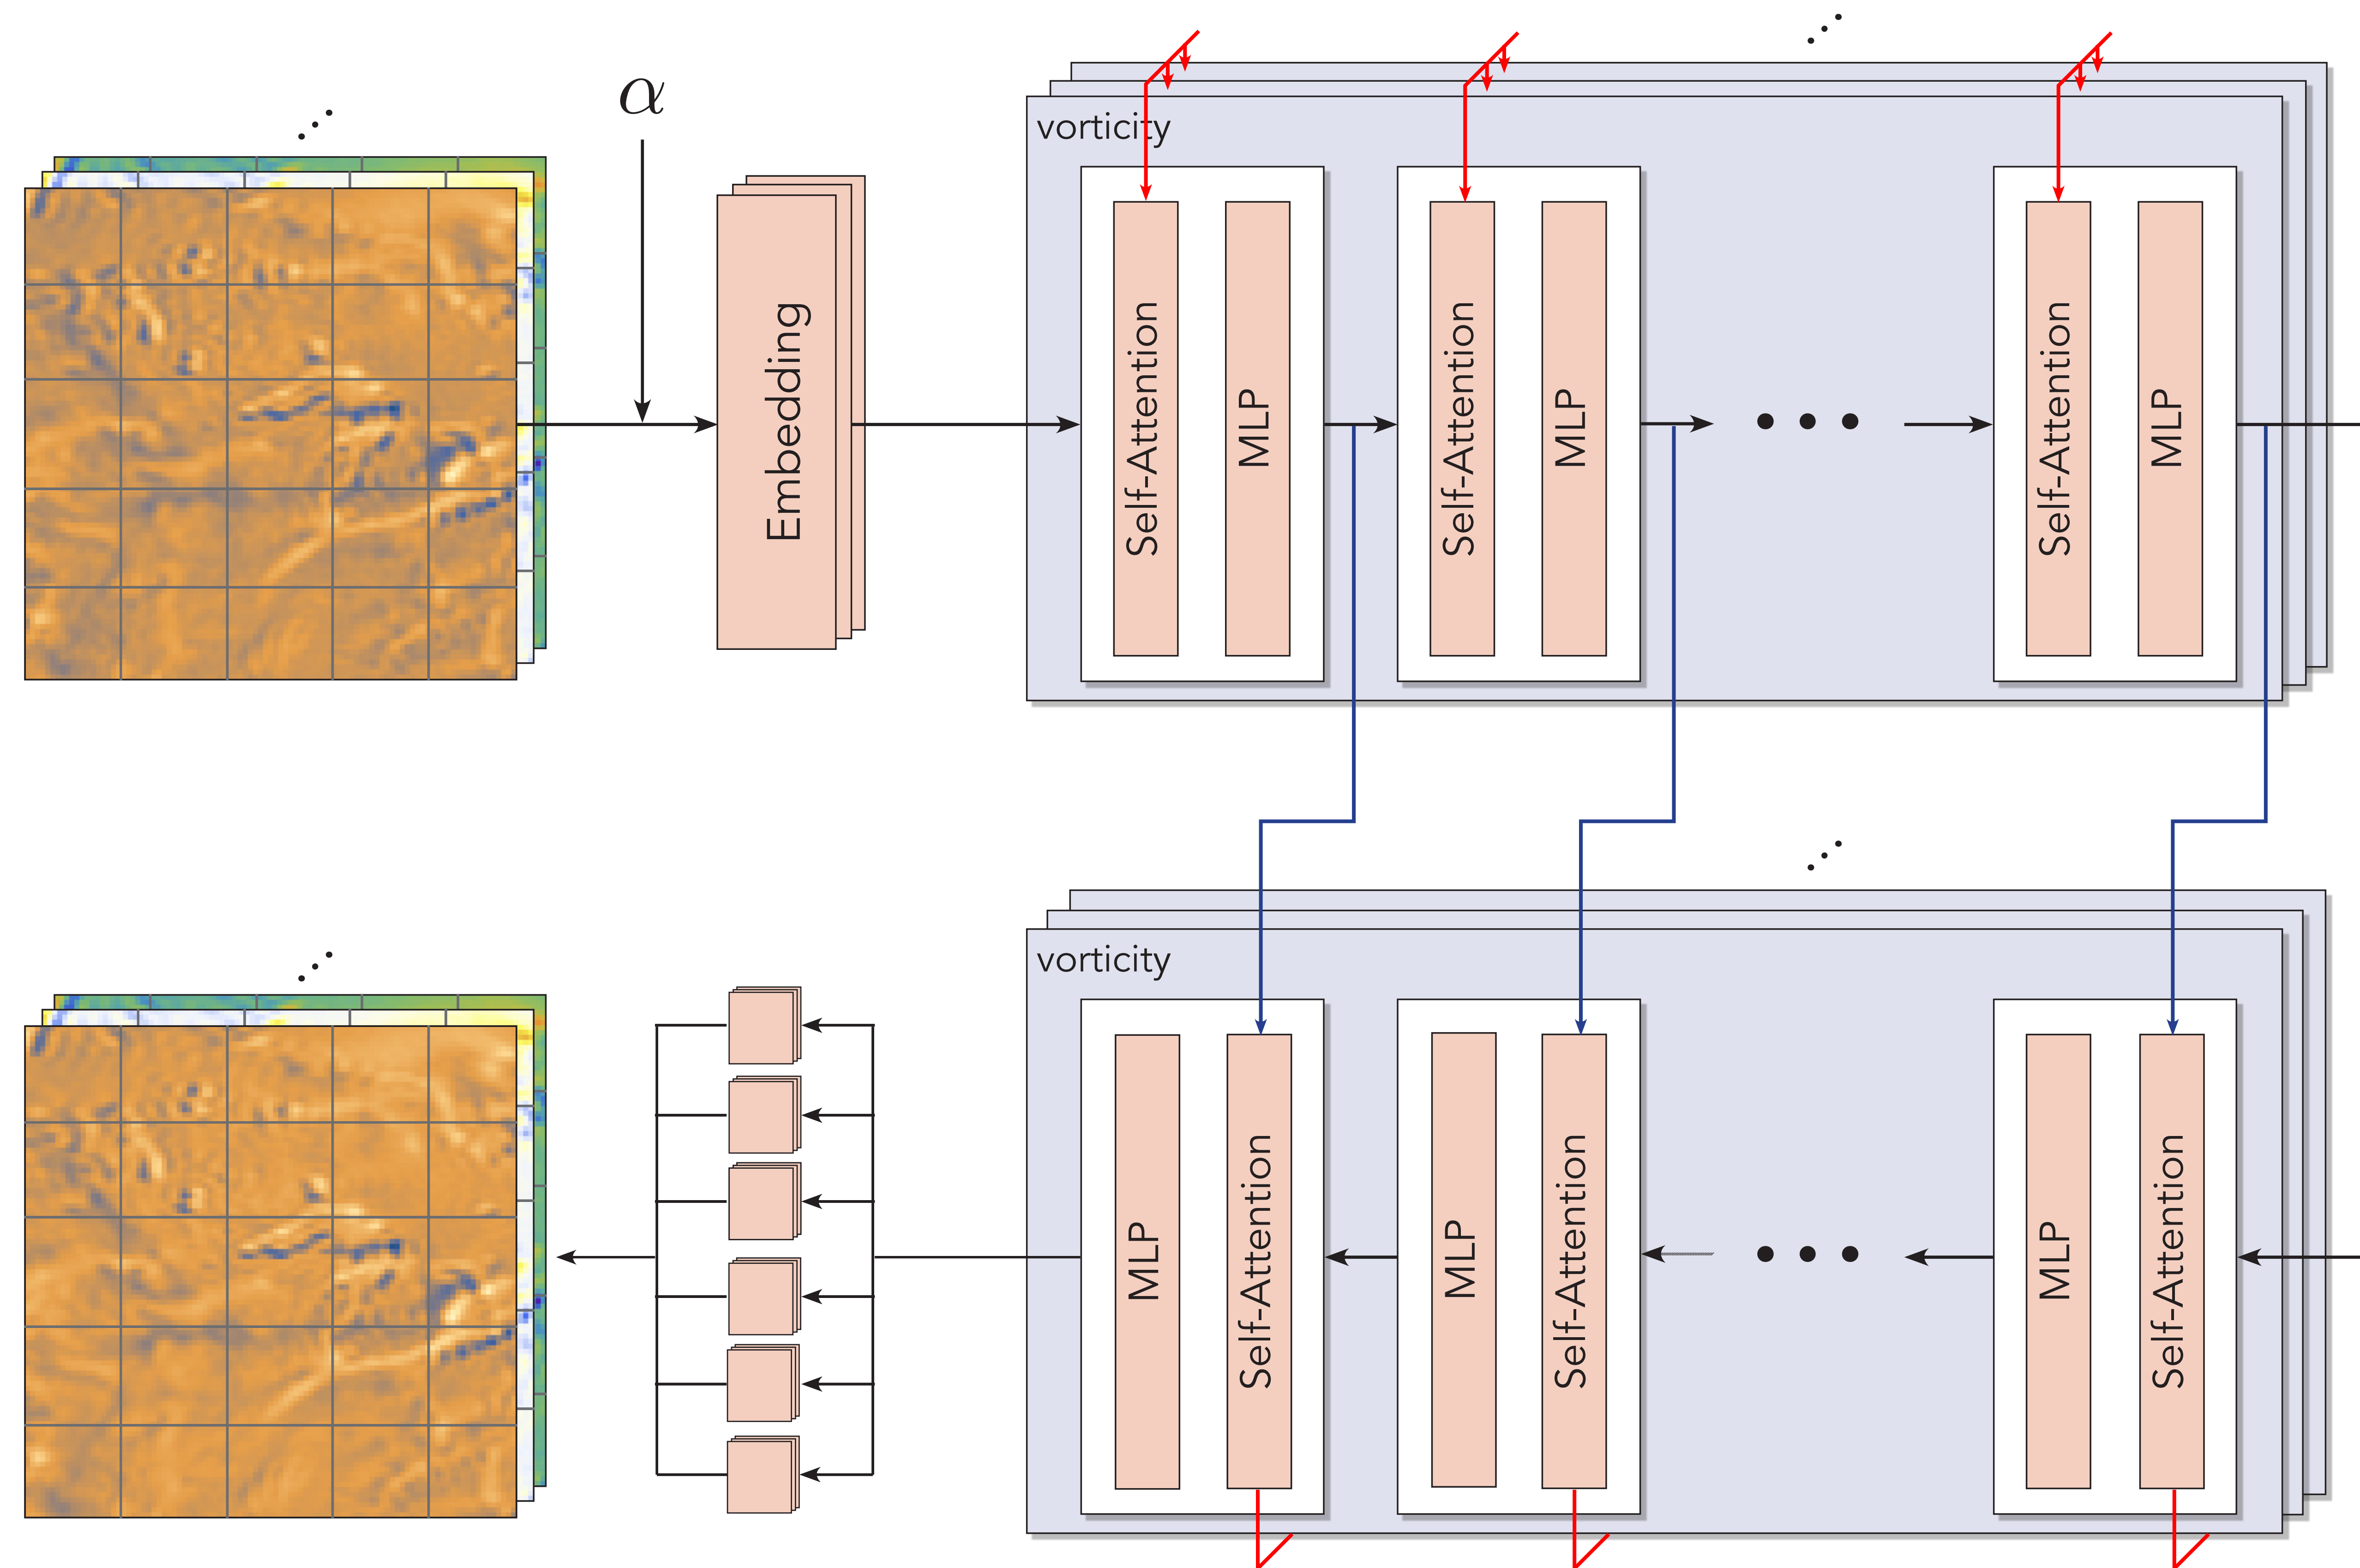 α
vorticity
Embedding
Self-Attention
MLP
Self-Attention
MLP
Self-Attention
MLP
vorticity
MLP
Self-Attention
MLP
Self-Attention
MLP
Self-Attention